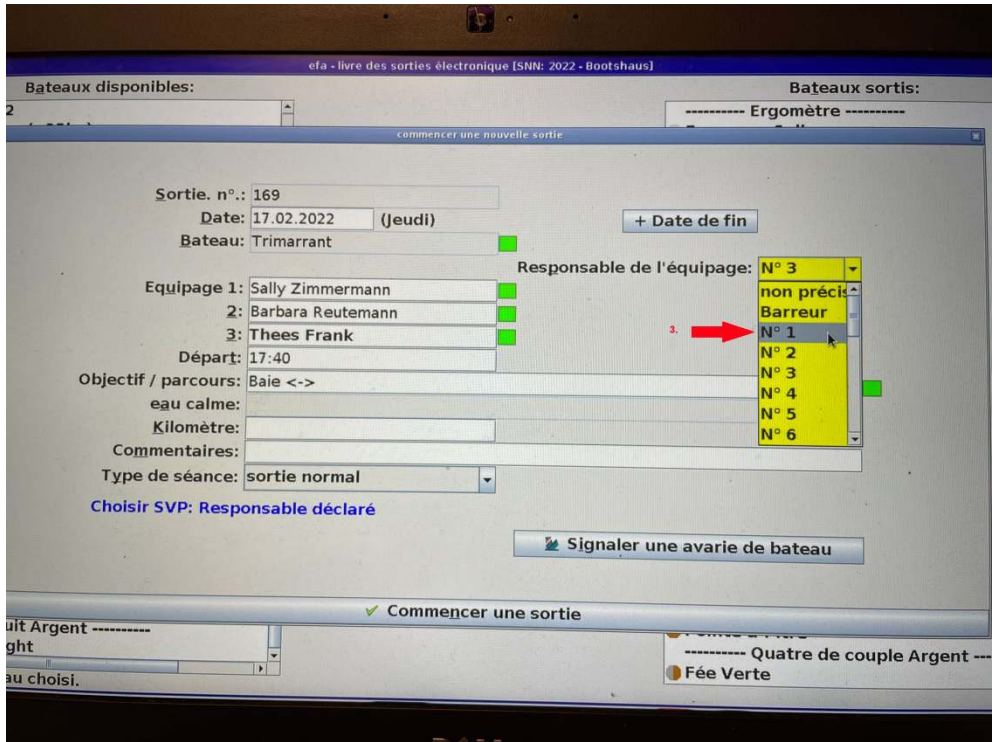 efa - livre des sorties électronique [SNN: 2022 - Bootshaus]
Bateaux disponibles:
Bateaux sortis:
2
---------- Ergomètre ----------
commencer une nouvelle sortie
Sortie. n°.: 169
Date: 17.02.2022 (Jeudi)
+ Date de fin
Bateau: Trimarrant
Responsable de l'équipage: N° 3
non précis
Barreur
3.
N° 1
N° 2
N° 3
N° 4
N° 5
N° 6
Equipage 1: Sally Zimmermann
2: Barbara Reutemann
3: Thees Frank
Départ: 17:40
Objectif / parcours: Baie <->
eau calme:
Kilomètre:
Commentaires:
Type de séance: sortie normal
Choisir SVP: Responsable déclaré
Signaler une avarie de bateau
Commencer une sortie
uit Argent ----------
ght
au choisi.
---------- Quatre de couple Argent ---
Fée Verte